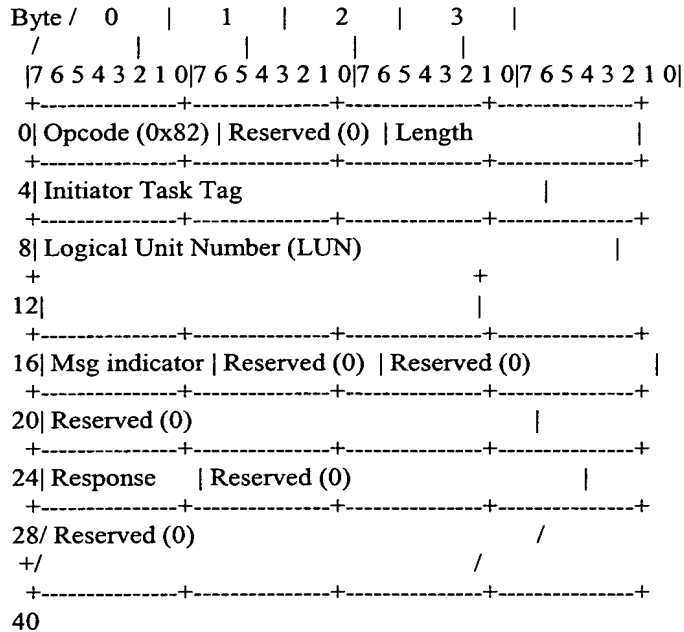 Byte / 0 | 1 | 2 | 3 |
/ | | | |
|7 6 5 4 3 2 1 0|7 6 5 4 3 2 1 0|7 6 5 4 3 2 1 0|7 6 5 4 3 2 1 0|
+---------------+---------------+---------------+---------------+
0| Opcode (0x82) | Reserved (0) | Length |
+---------------+---------------+---------------+---------------+
4| Initiator Task Tag |
+---------------+---------------+---------------+---------------+
8| Logical Unit Number (LUN) |
+ +
12| |
+---------------+---------------+---------------+---------------+
16| Msg indicator | Reserved (0) | Reserved (0) |
+---------------+---------------+---------------+---------------+
20| Reserved (0) |
+---------------+---------------+---------------+---------------+
24| Response | Reserved (0) |
+---------------+---------------+---------------+---------------+
28/ Reserved (0) /
+/ /
+---------------+---------------+---------------+---------------+
40